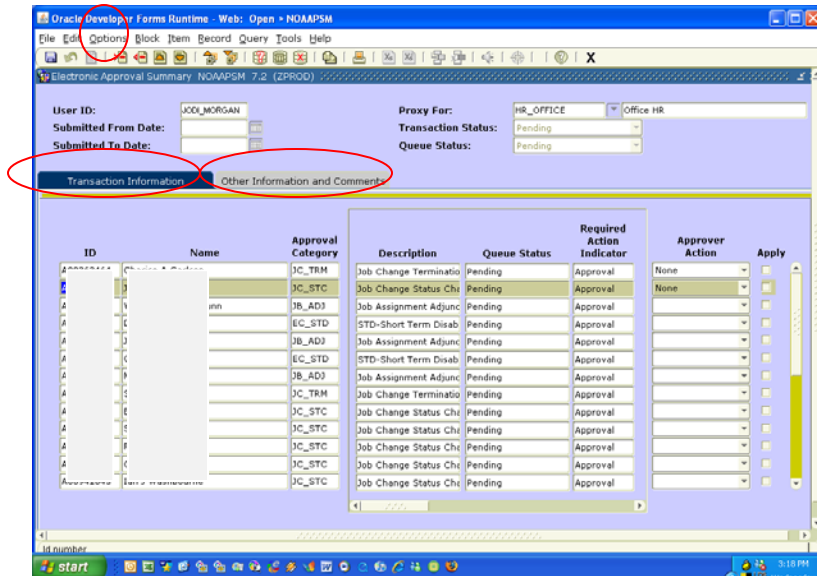 Oracle Developer Forms Runtime - Web: Open > NOAAPSM
File Edit Options Block Item Record Query Tools Help
X
Electronic Approval Summary NOAAPSM 7.2 (ZPROD)
User ID: JODI_MORGAN Proxy For: HR_OFFICE Office HR
Submitted From Date: Transaction Status: Pending
Submitted To Date: Queue Status: Pending
Transaction Information Other Information and Comments
Required
Approval Action Approver
ID Name Category Description Queue Status Indicator Action Apply
JC_TRM Job Change Terminatio Pending Approval None
JC_STC Job Change Status Cha Pending Approval None
JB_ADJ Job Assignment Adjunc Pending Approval
EC_STD STD-Short Term Disab Pending Approval
JB_ADJ Job Assignment Adjunc Pending Approval
EC_STD STD-Short Term Disab Pending Approval
JB_ADJ Job Assignment Adjunc Pending Approval
JC_TRM Job Change Terminatio Pending Approval
JC_STC Job Change Status Cha Pending Approval
JC_STC Job Change Status Cha Pending Approval
JC_STC Job Change Status Cha Pending Approval
JC_STC Job Change Status Cha Pending Approval
JC_STC Job Change Status Cha Pending Approval
Id number
start 3:18 PM